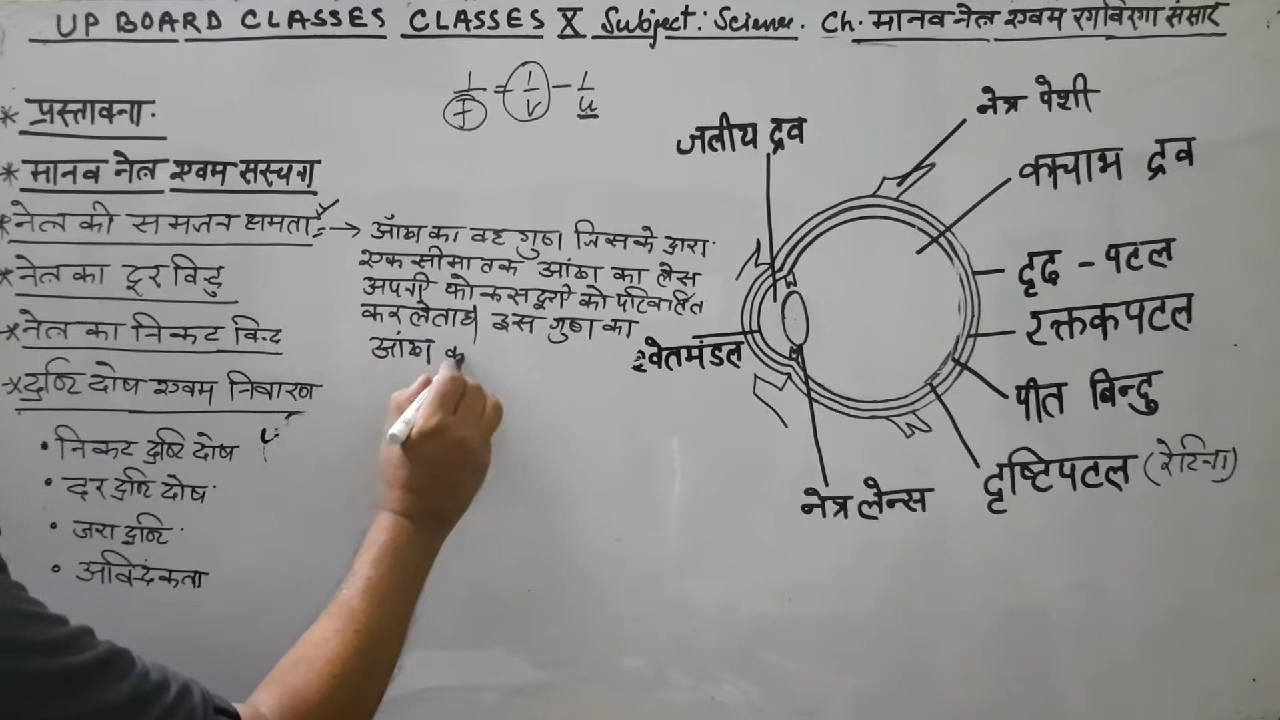 UP BOARD CLASSES CLASSES X Subject: Science. Ch. मानव नेत्र एवम रंगबिरंगा संसार
1/f = 1/v - 1/u
* प्रस्तावना.
* मानव नेत्र एवम संरचना
* नेत्र की समंजन क्षमता :→ आँख का वह गुण जिसके द्वारा
एक सीमा तक आंख का लेंस
अपनी फोकस दूरी को परिवर्तित
कर लेता है| इस गुण का
आंख क
* नेत्र का दूर बिन्दु
* नेत्र का निकट बिन्दु
* दृष्टि दोष एवम निवारण
• निकट दृष्टि दोष
• दूर दृष्टि दोष
• जरा दृष्टि
• अबिन्दुकता
नेत्र पेशी
जलीय द्रव
काचाभ द्रव
दृढ़ - पटल
रक्तकपटल
श्वेतमंडल
पीत बिन्दु
दृष्टिपटल (रेटिना)
नेत्र लेन्स